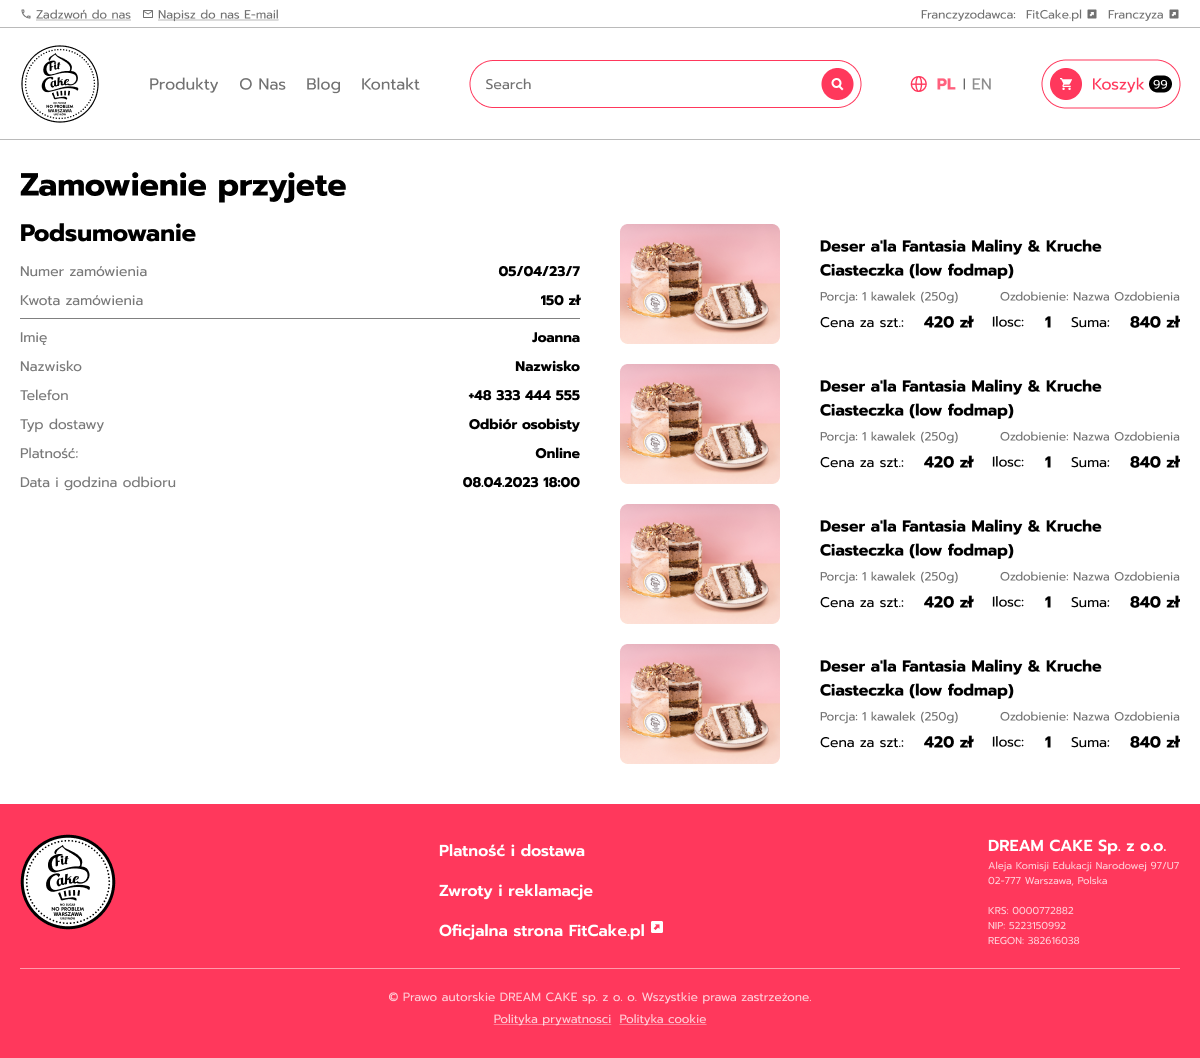 Zadzwoń do nas Napisz do nas E-mail Franczyzodawca: FitCake.pl Franczyza
Fit
Cake
NO SUGAR
NO PROBLEM
WARSZAWA
URSYNÓW
Produkty O Nas Blog Kontakt Search PL | EN Koszyk 99
Zamowienie przyjete
Podsumowanie
Numer zamówienia 05/04/23/7
Kwota zamówienia 150 zł
Imię Joanna
Nazwisko Nazwisko
Telefon +48 333 444 555
Typ dostawy Odbiór osobisty
Platność: Online
Data i godzina odbioru 08.04.2023 18:00
Deser a'la Fantasia Maliny & Kruche
Ciasteczka (low fodmap)
Porcja: 1 kawalek (250g) Ozdobienie: Nazwa Ozdobienia
Cena za szt.: 420 zł Ilosc: 1 Suma: 840 zł
Deser a'la Fantasia Maliny & Kruche
Ciasteczka (low fodmap)
Porcja: 1 kawalek (250g) Ozdobienie: Nazwa Ozdobienia
Cena za szt.: 420 zł Ilosc: 1 Suma: 840 zł
Deser a'la Fantasia Maliny & Kruche
Ciasteczka (low fodmap)
Porcja: 1 kawalek (250g) Ozdobienie: Nazwa Ozdobienia
Cena za szt.: 420 zł Ilosc: 1 Suma: 840 zł
Deser a'la Fantasia Maliny & Kruche
Ciasteczka (low fodmap)
Porcja: 1 kawalek (250g) Ozdobienie: Nazwa Ozdobienia
Cena za szt.: 420 zł Ilosc: 1 Suma: 840 zł
Fit
Cake
NO SUGAR
NO PROBLEM
WARSZAWA
URSYNÓW
Platność i dostawa
Zwroty i reklamacje
Oficjalna strona FitCake.pl
DREAM CAKE Sp. z o.o.
Aleja Komisji Edukacji Narodowej 97/U7
02-777 Warszawa, Polska
KRS: 0000772882
NIP: 5223150992
REGON: 382616038
© Prawo autorskie DREAM CAKE sp. z o. o. Wszystkie prawa zastrzeżone.
Polityka prywatnosci Polityka cookie